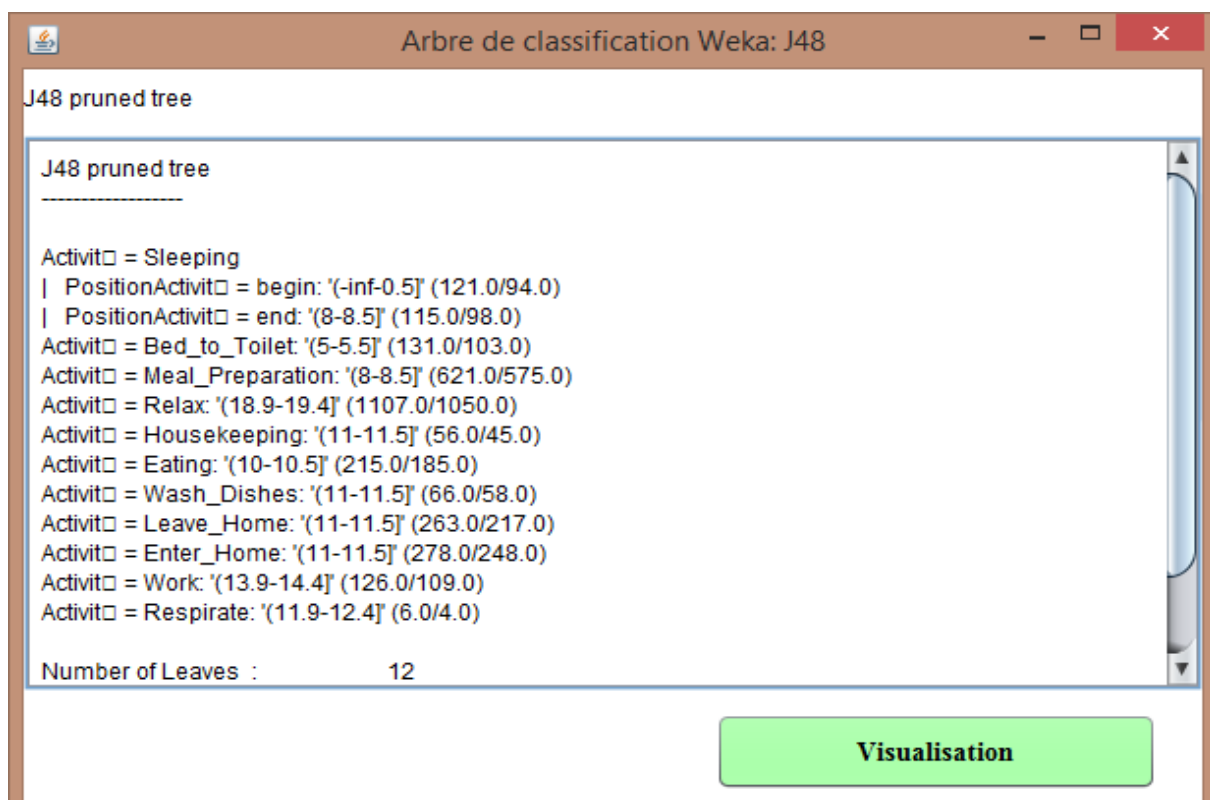 Arbre de classification Weka: J48
J48 pruned tree
J48 pruned tree
------------------
Activit□ = Sleeping
|   PositionActivit□ = begin: '(-inf-0.5]' (121.0/94.0)
|   PositionActivit□ = end: '(8-8.5]' (115.0/98.0)
Activit□ = Bed_to_Toilet: '(5-5.5]' (131.0/103.0)
Activit□ = Meal_Preparation: '(8-8.5]' (621.0/575.0)
Activit□ = Relax: '(18.9-19.4]' (1107.0/1050.0)
Activit□ = Housekeeping: '(11-11.5]' (56.0/45.0)
Activit□ = Eating: '(10-10.5]' (215.0/185.0)
Activit□ = Wash_Dishes: '(11-11.5]' (66.0/58.0)
Activit□ = Leave_Home: '(11-11.5]' (263.0/217.0)
Activit□ = Enter_Home: '(11-11.5]' (278.0/248.0)
Activit□ = Work: '(13.9-14.4]' (126.0/109.0)
Activit□ = Respirate: '(11.9-12.4]' (6.0/4.0)
Number of Leaves  : 12
Visualisation